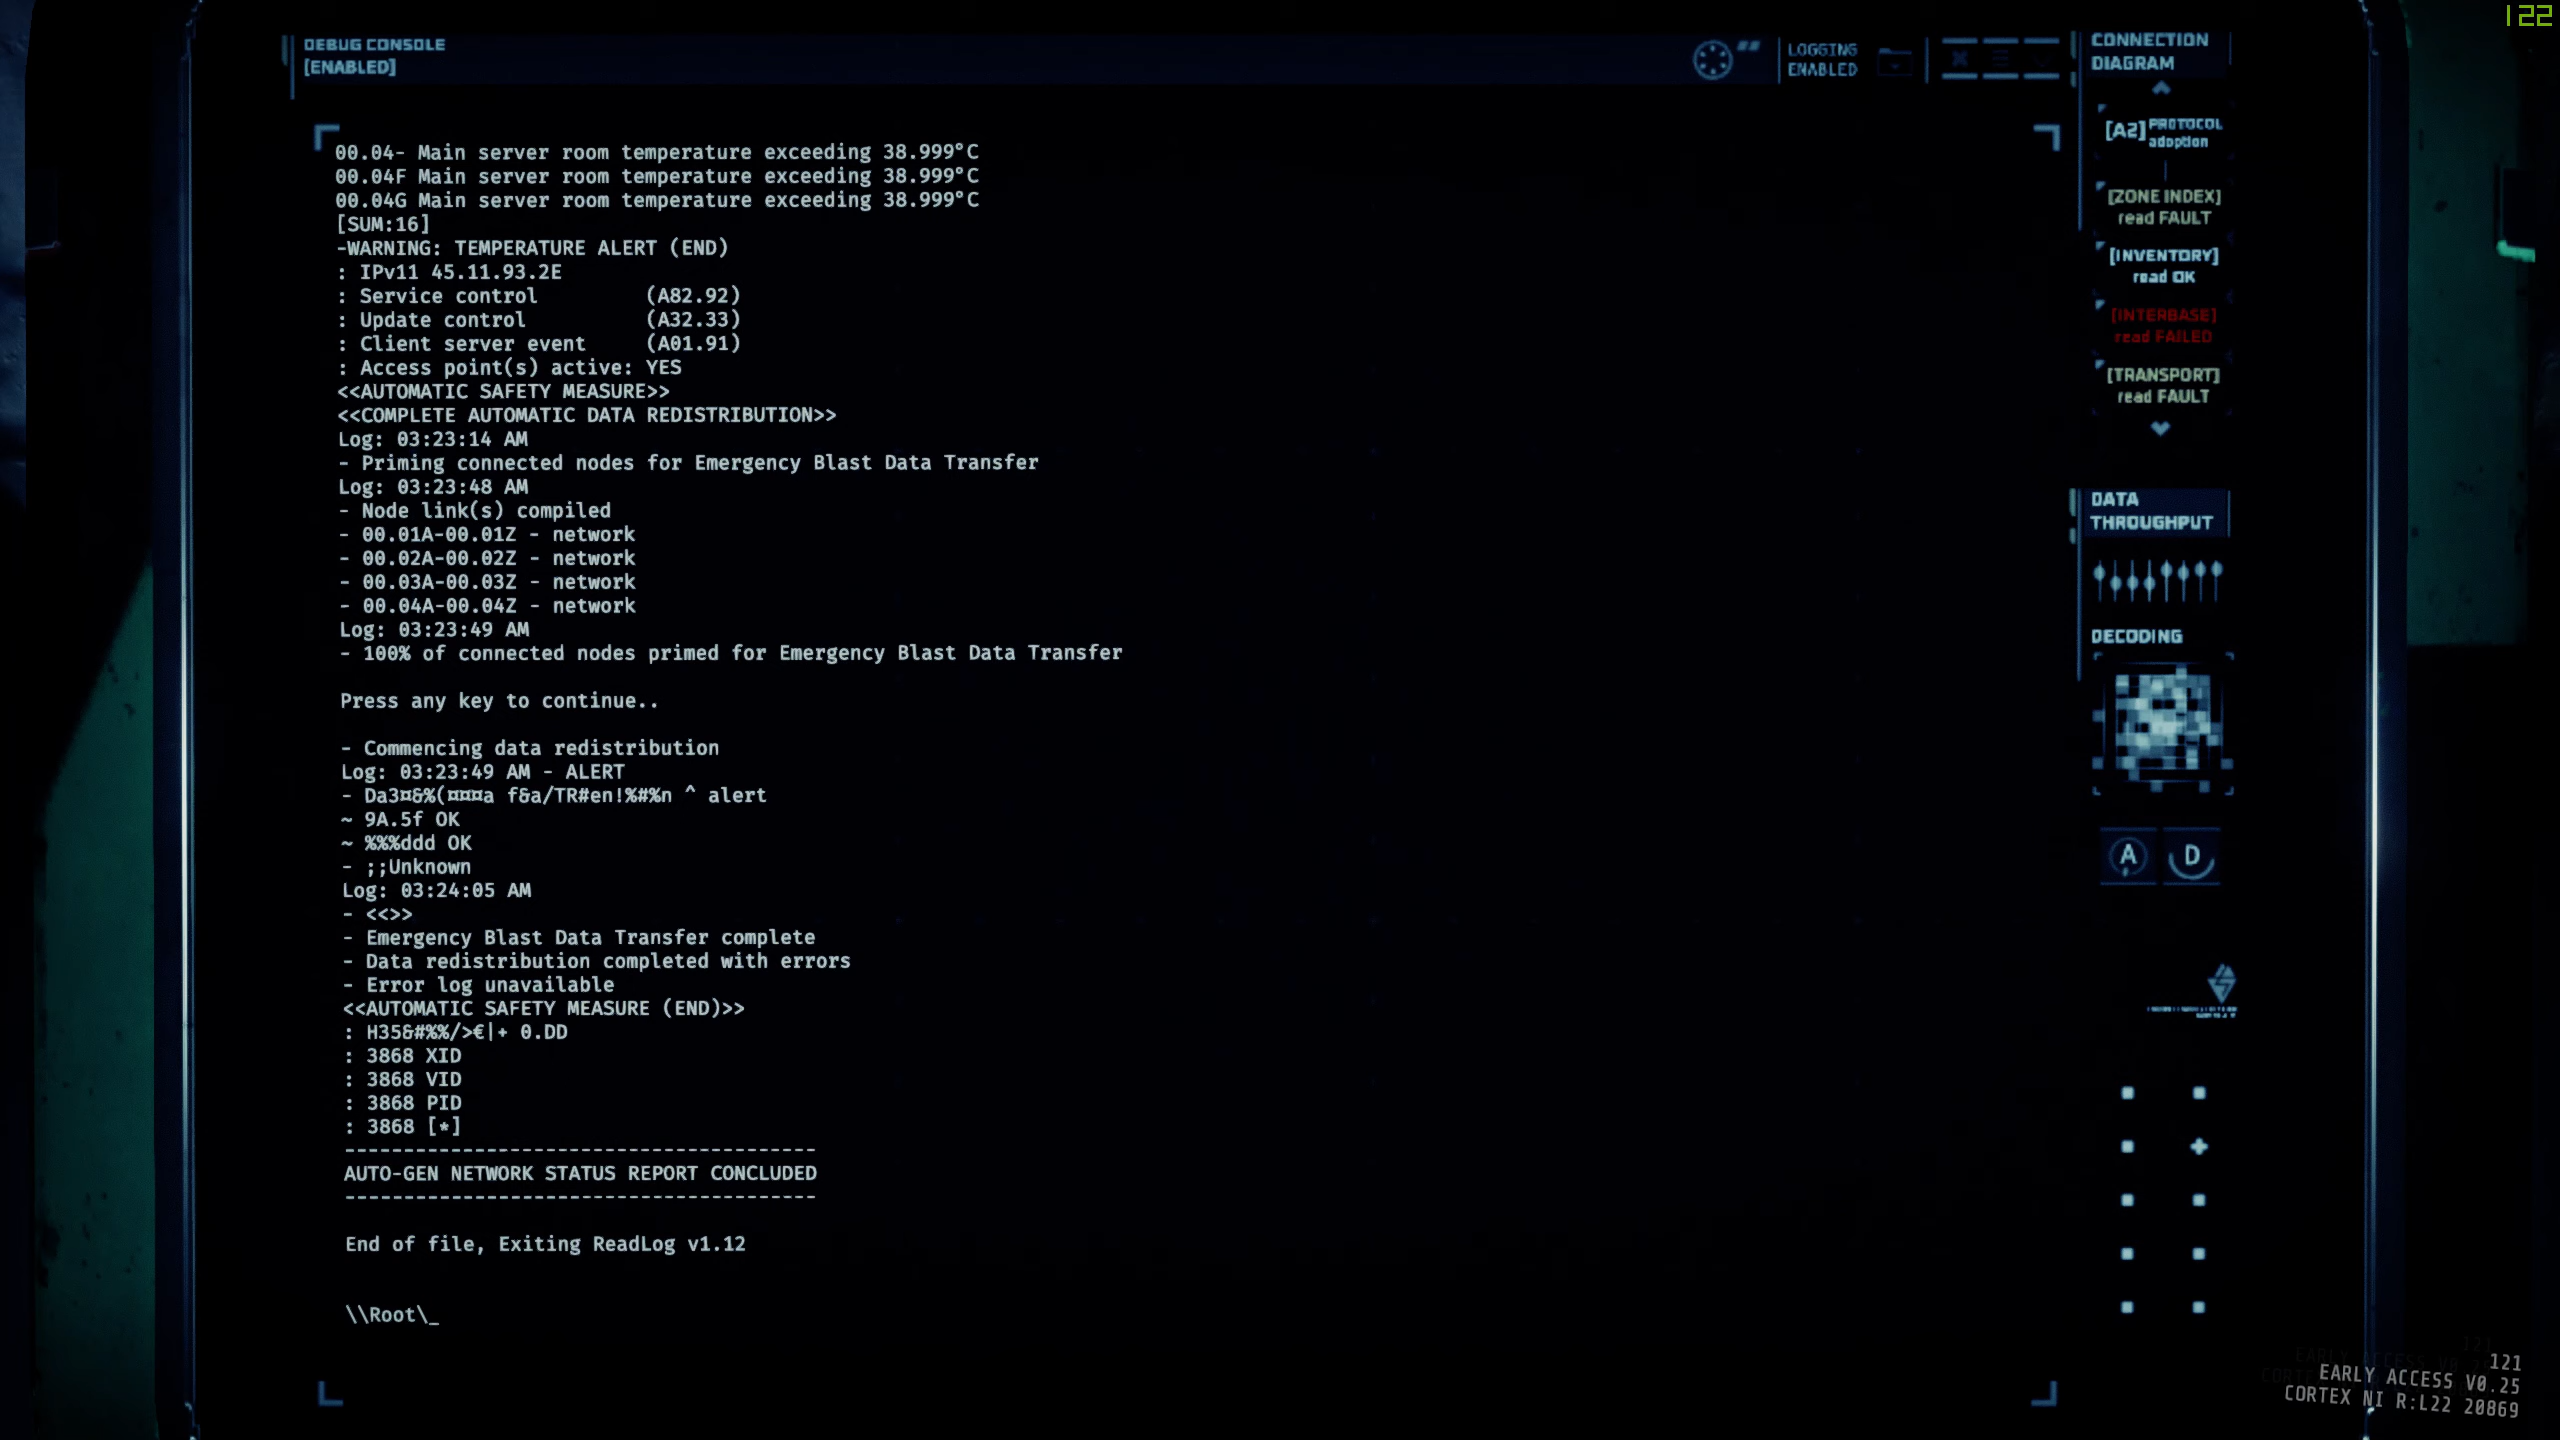 122
DEBUG CONSOLE
[ENABLED]
LOGGING
ENABLED
00.04- Main server room temperature exceeding 38.999°C
00.04F Main server room temperature exceeding 38.999°C
00.04G Main server room temperature exceeding 38.999°C
[SUM:16]
-WARNING: TEMPERATURE ALERT (END)
: IPv11 45.11.93.2E
: Service control (A82.92)
: Update control (A32.33)
: Client server event (A01.91)
: Access point(s) active: YES
<<AUTOMATIC SAFETY MEASURE>>
<<COMPLETE AUTOMATIC DATA REDISTRIBUTION>>
Log: 03:23:14 AM
- Priming connected nodes for Emergency Blast Data Transfer
Log: 03:23:48 AM
- Node link(s) compiled
- 00.01A-00.01Z - network
- 00.02A-00.02Z - network
- 00.03A-00.03Z - network
- 00.04A-00.04Z - network
Log: 03:23:49 AM
- 100% of connected nodes primed for Emergency Blast Data Transfer
Press any key to continue..
- Commencing data redistribution
Log: 03:23:49 AM - ALERT
- Da3¤&%(¤¤¤a f&a/TR#en!%#%n ^ alert
~ 9A.5f OK
~ %%%ddd OK
- ;;Unknown
Log: 03:24:05 AM
- <<>>
- Emergency Blast Data Transfer complete
- Data redistribution completed with errors
- Error log unavailable
<<AUTOMATIC SAFETY MEASURE (END)>>
: H35&#%%/>€|+ 0.DD
: 3868 XID
: 3868 VID
: 3868 PID
: 3868 [*]
----------------------------------------
AUTO-GEN NETWORK STATUS REPORT CONCLUDED
----------------------------------------
End of file, Exiting ReadLog v1.12
\\Root\_
CONNECTION
DIAGRAM
[A2] PROTOCOL
adoption
[ZONE INDEX]
read FAULT
[INVENTORY]
read OK
[INTERBASE]
read FAILED
[TRANSPORT]
read FAULT
DATA
THROUGHPUT
DECODING
A D
121
EARLY ACCESS V0.25
CORTEX NI R:L22 20869